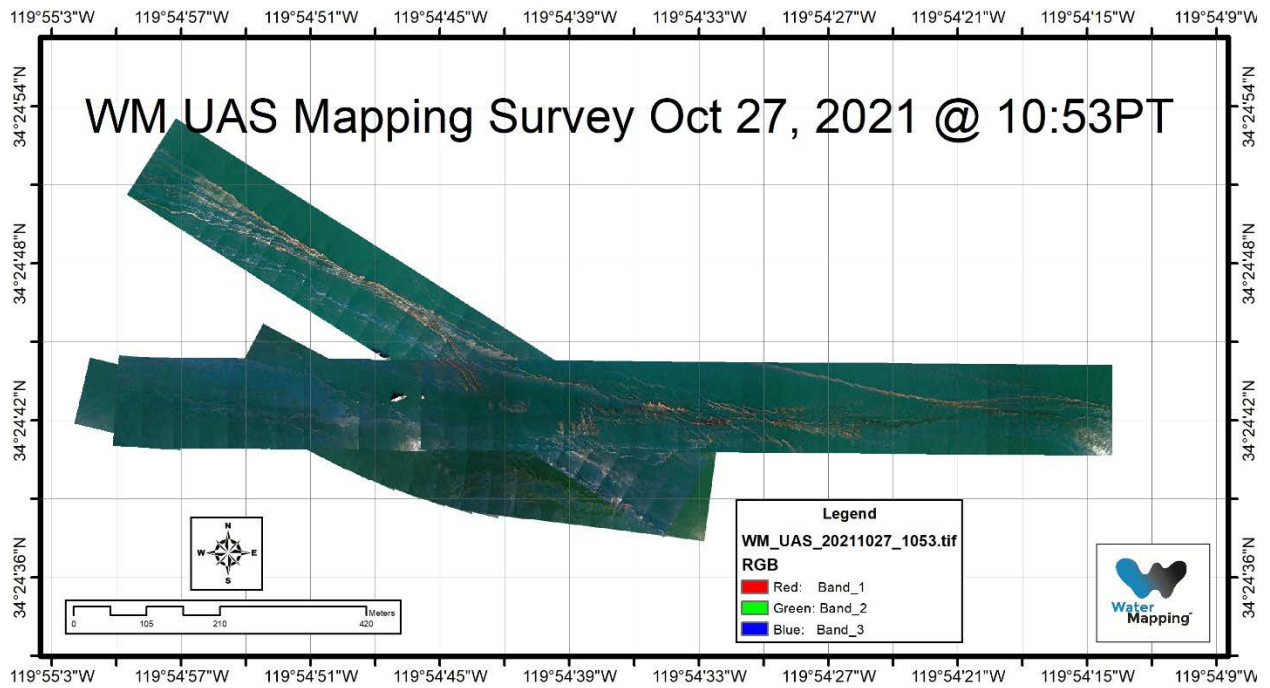 119°55'3"W 119°54'57"W 119°54'51"W 119°54'45"W 119°54'39"W 119°54'33"W 119°54'27"W 119°54'21"W 119°54'15"W 119°54'9"W
34°24'54"N 34°24'54"N
WM UAS Mapping Survey Oct 27, 2021 @ 10:53PT
34°24'48"N 34°24'48"N
34°24'42"N 34°24'42"N
34°24'36"N 34°24'36"N
N
W E
S
0 105 210 420
Meters
Legend
WM_UAS_20211027_1053.tif
RGB
Red: Band_1
Green: Band_2
Blue: Band_3
Water
Mapping
119°55'3"W 119°54'57"W 119°54'51"W 119°54'45"W 119°54'39"W 119°54'33"W 119°54'27"W 119°54'21"W 119°54'15"W 119°54'9"W